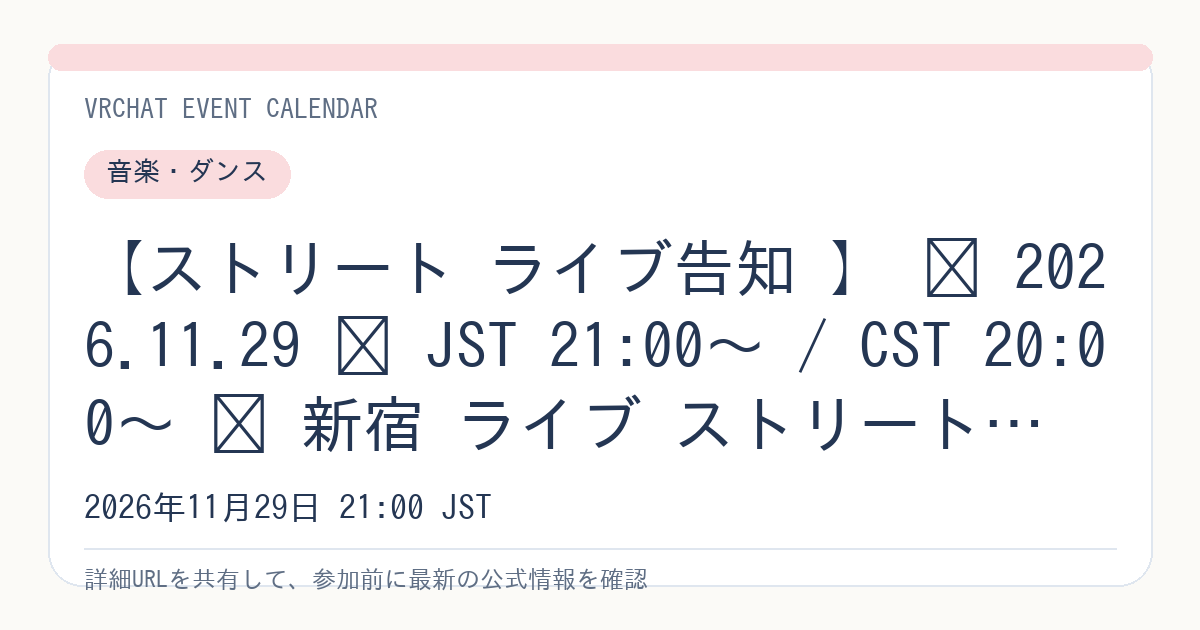 VRCHAT EVENT CALENDAR
音楽・ダンス
【ストリート ライブ告知 】 202
6.11.29 JST 21:00〜 / CST 20:0
0〜 新宿 ライブ ストリート…
2026年11月29日 21:00 JST
詳細URLを共有して、参加前に最新の公式情報を確認